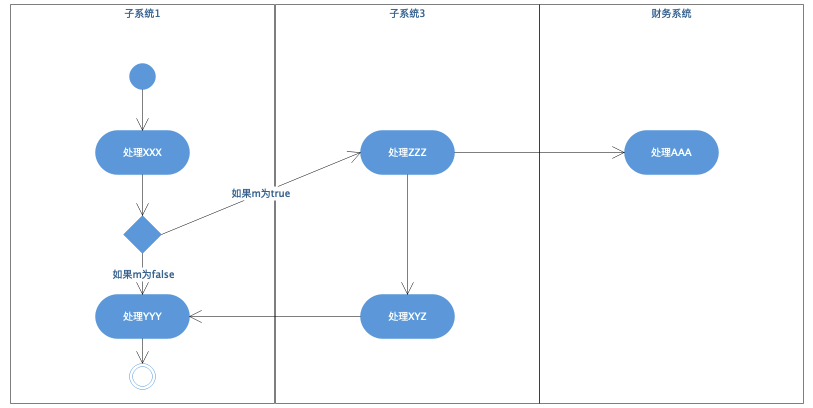 子系统1
子系统3
财务系统
处理XXX
处理ZZZ
处理AAA
如果m为true
如果m为false
处理YYY
处理XYZ